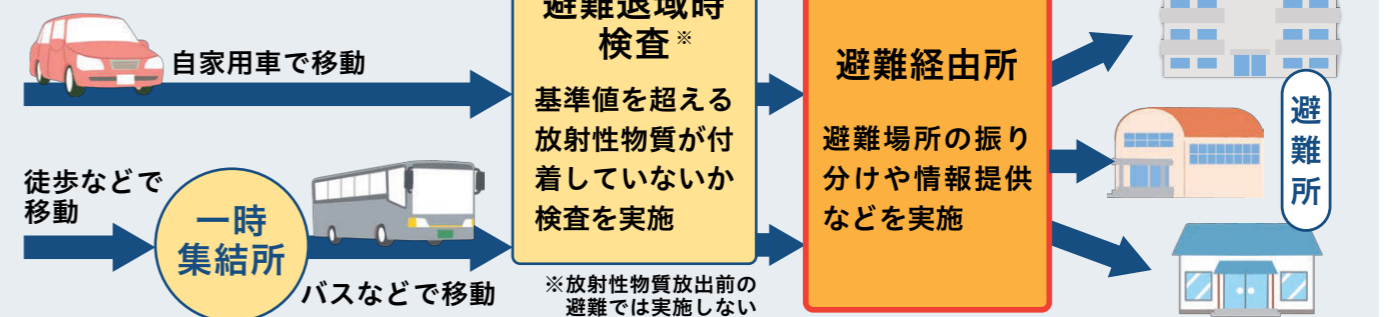 自家用車で移動
徒歩などで
移動
一時
集結所
バスなどで移動
避難退域時
検査※
基準値を超える
放射性物質が付
着していないか
検査を実施
※放射性物質放出前の
避難では実施しない
避難経由所
避難場所の振り
分けや情報提供
などを実施
避難所